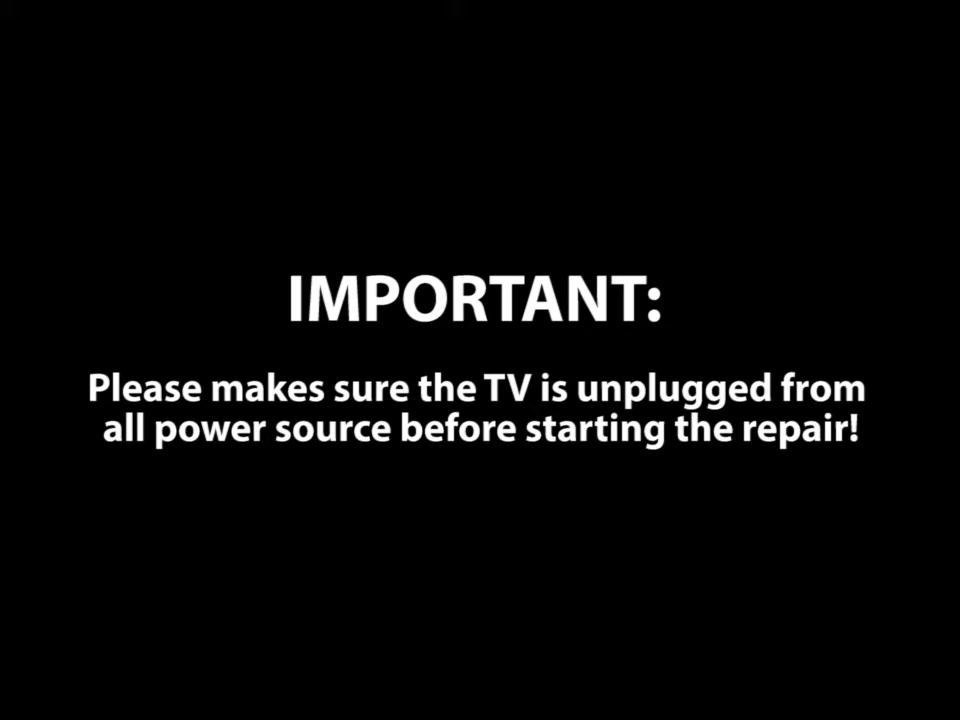 IMPORTANT:
Please makes sure the TV is unplugged from
all power source before starting the repair!